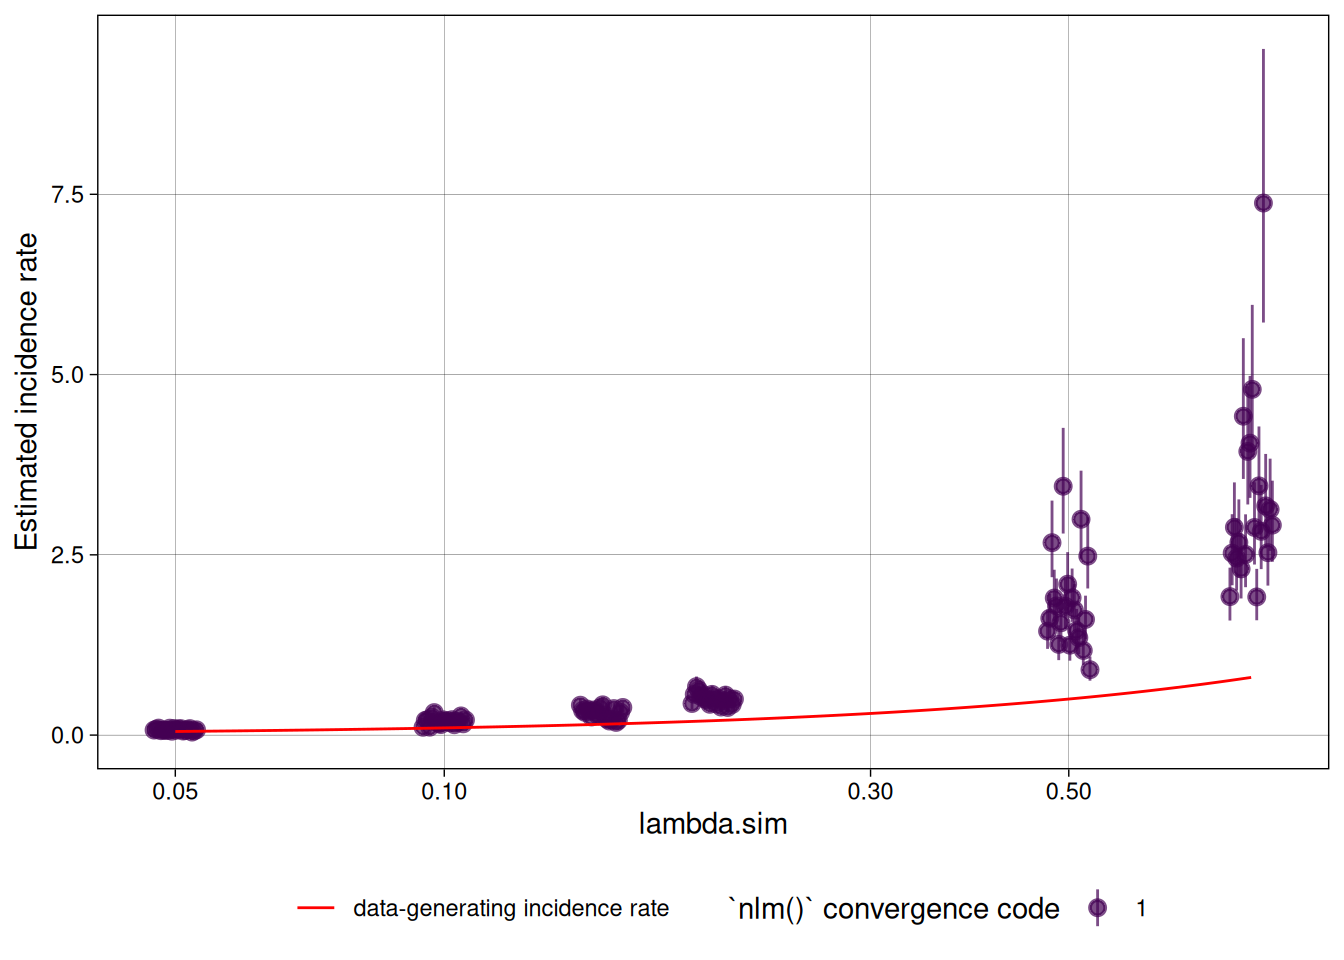 Estimated incidence rate
7.5
5.0
2.5
0.0
0.05
0.10
0.30
0.50
lambda.sim
data-generating incidence rate
`nlm()` convergence code
1